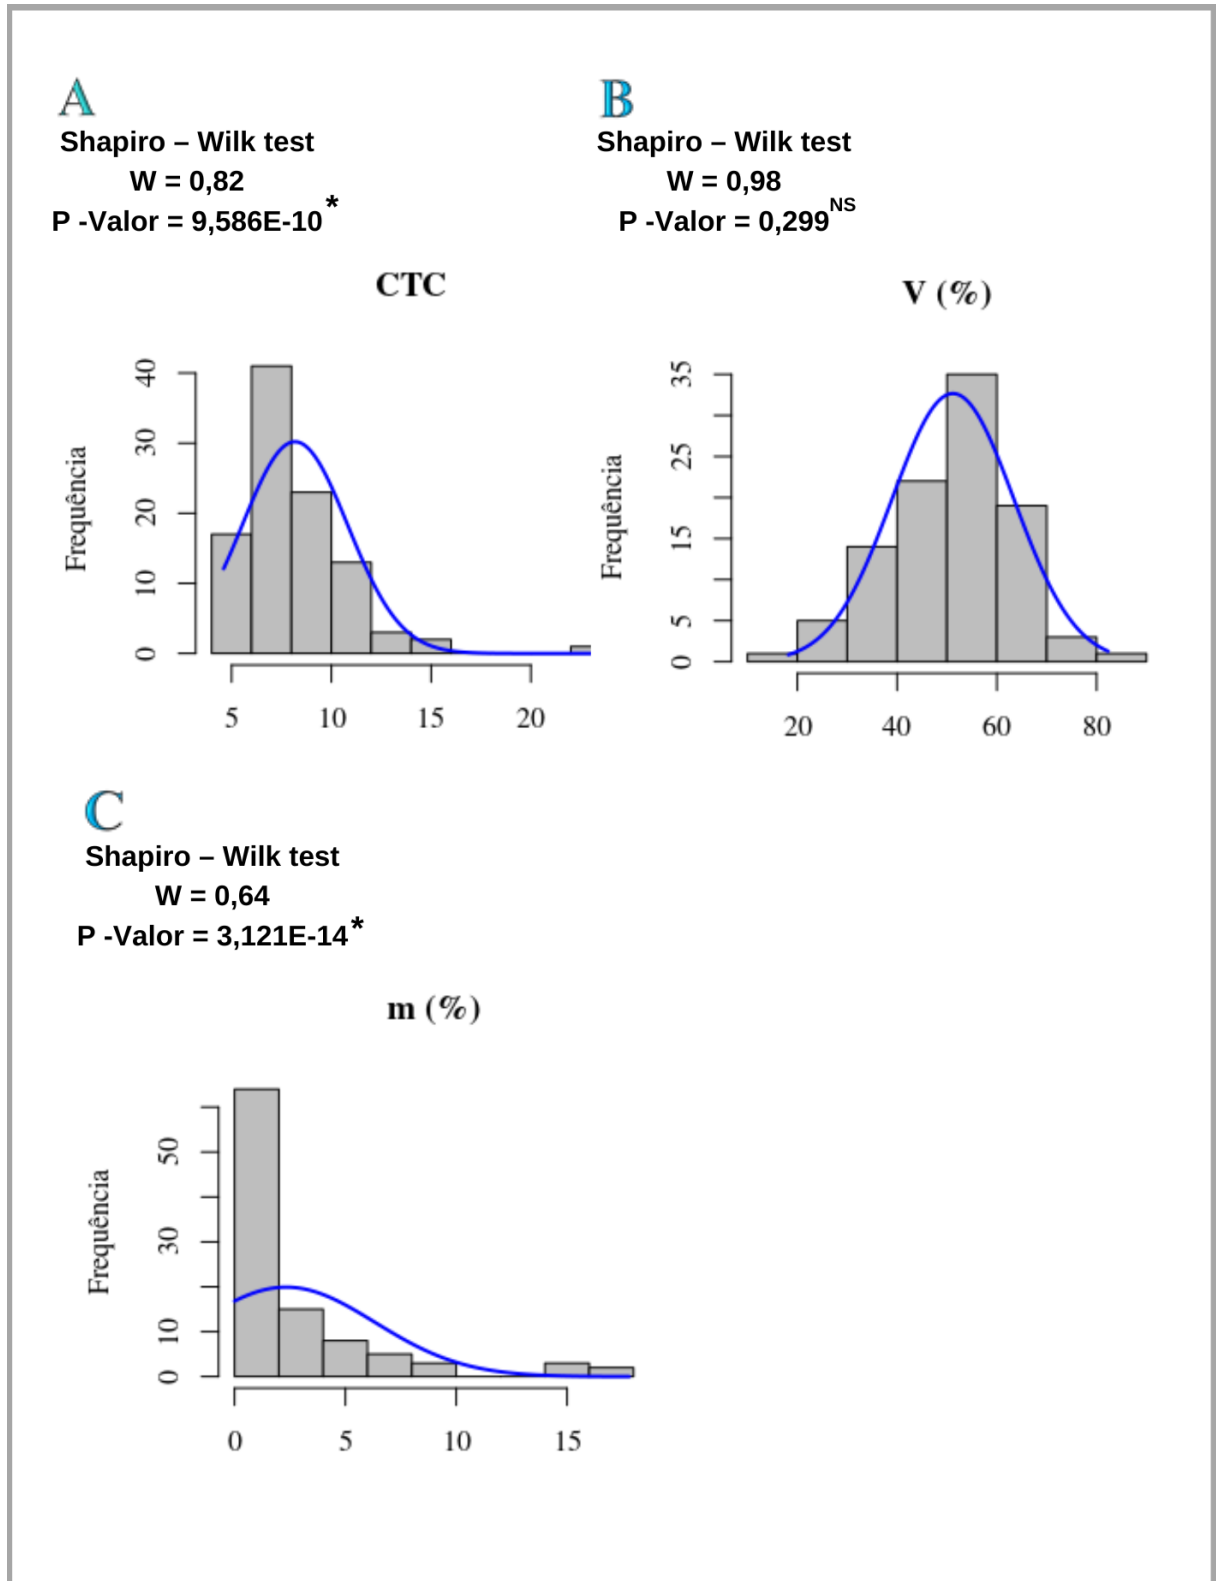 A
Shapiro – Wilk test
W = 0,82
P -Valor = 9,586E-10*
CTC
Frequência
0 10 20 30 40
5 10 15 20
B
Shapiro – Wilk test
W = 0,98
P -Valor = 0,299NS
V (%)
Frequência
0 5 15 25 35
20 40 60 80
C
Shapiro – Wilk test
W = 0,64
P -Valor = 3,121E-14*
m (%)
Frequência
0 10 30 50
0 5 10 15